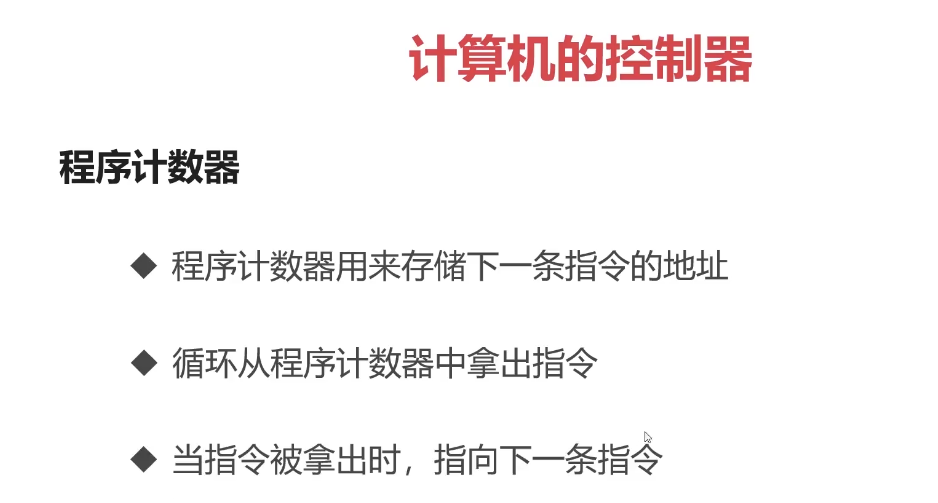 计算机的控制器
程序计数器
◆ 程序计数器用来存储下一条指令的地址
◆ 循环从程序计数器中拿出指令
◆ 当指令被拿出时，指向下一条指令